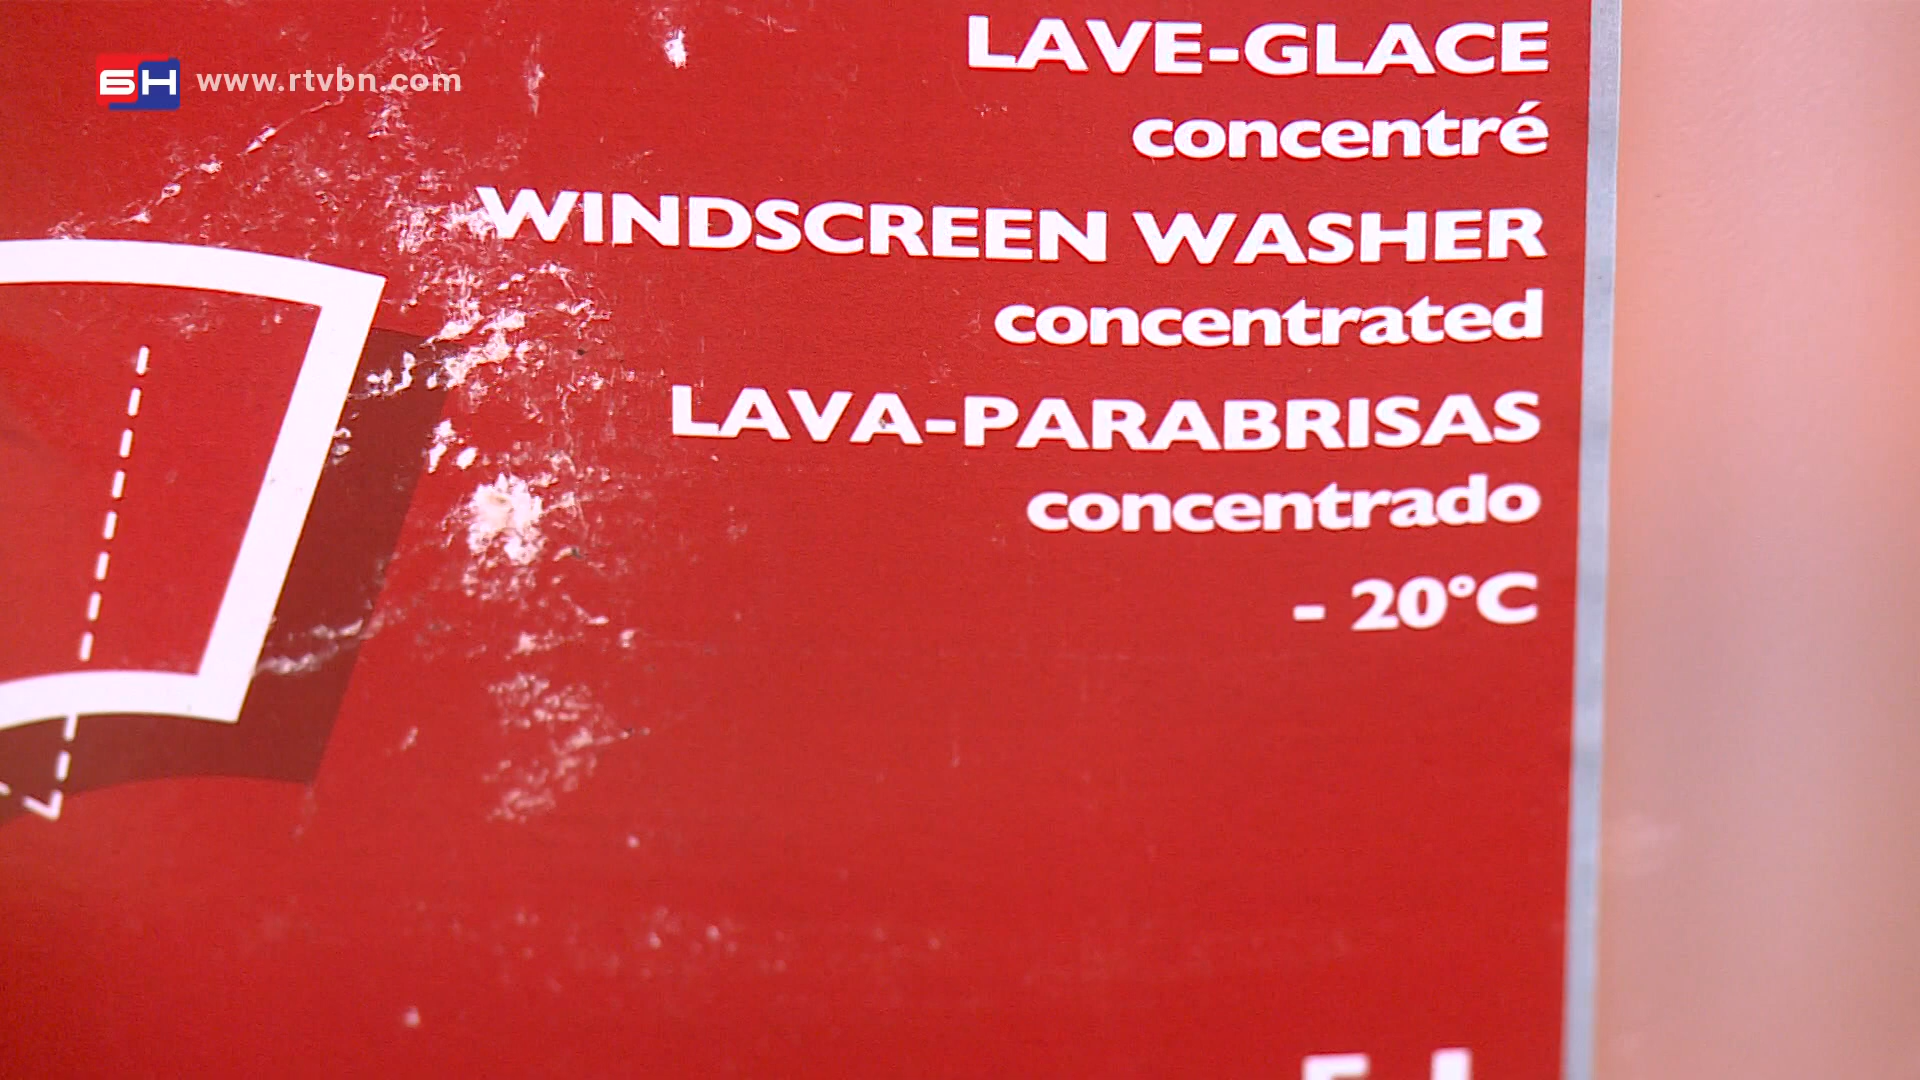 БН www.rtvbn.com
LAVE-GLACE
concentré
WINDSCREEN WASHER
concentrated
LAVA-PARABRISAS
concentrado
- 20°C